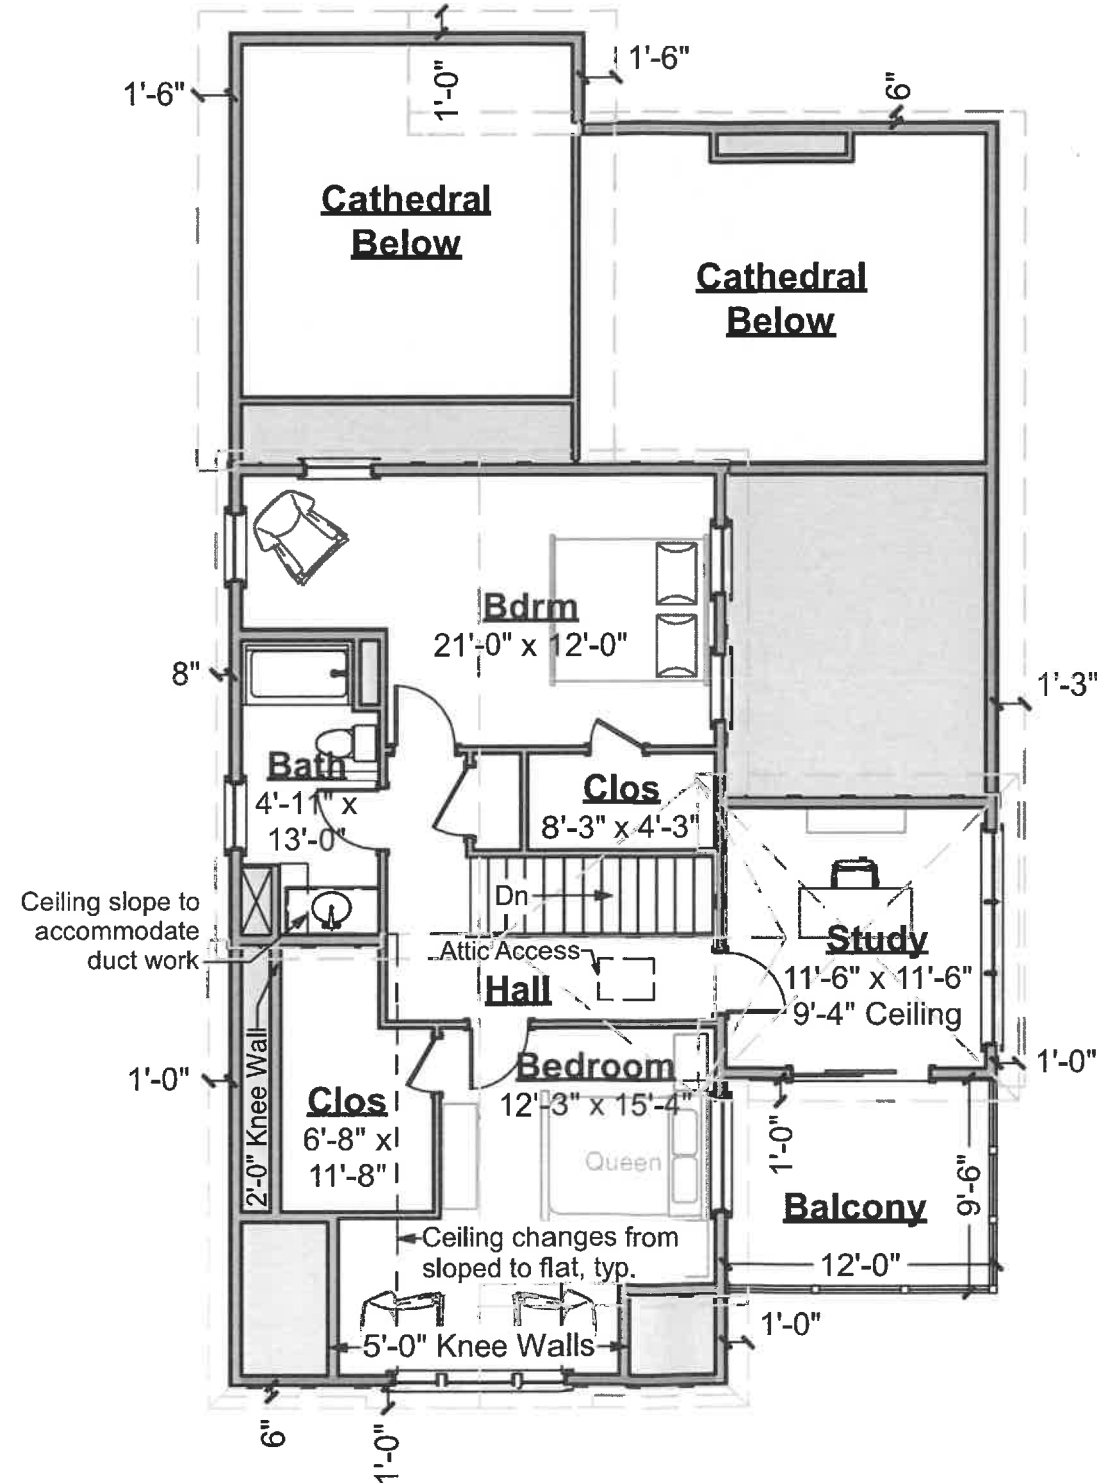 1'-6"
1'-0"
1'-6"
6"
Cathedral
Below
Cathedral
Below
Bdrm
21'-0" x 12'-0"
8"
1'-3"
Bath
4'-11" x
13'-0"
Clos
8'-3" x 4'-3"
Dn
Ceiling slope to
accommodate
duct work
Attic Access
Hall
Study
11'-6" x 11'-6"
9'-4" Ceiling
1'-0"
1'-0"
2'-0" Knee Wall
Clos
6'-8" x
11'-8"
Bedroom
12'-3" x 15'-4"
Queen
1'-0"
9'-6"
Balcony
12'-0"
Ceiling changes from
sloped to flat, typ.
5'-0" Knee Walls
1'-0"
6"
1'-0"